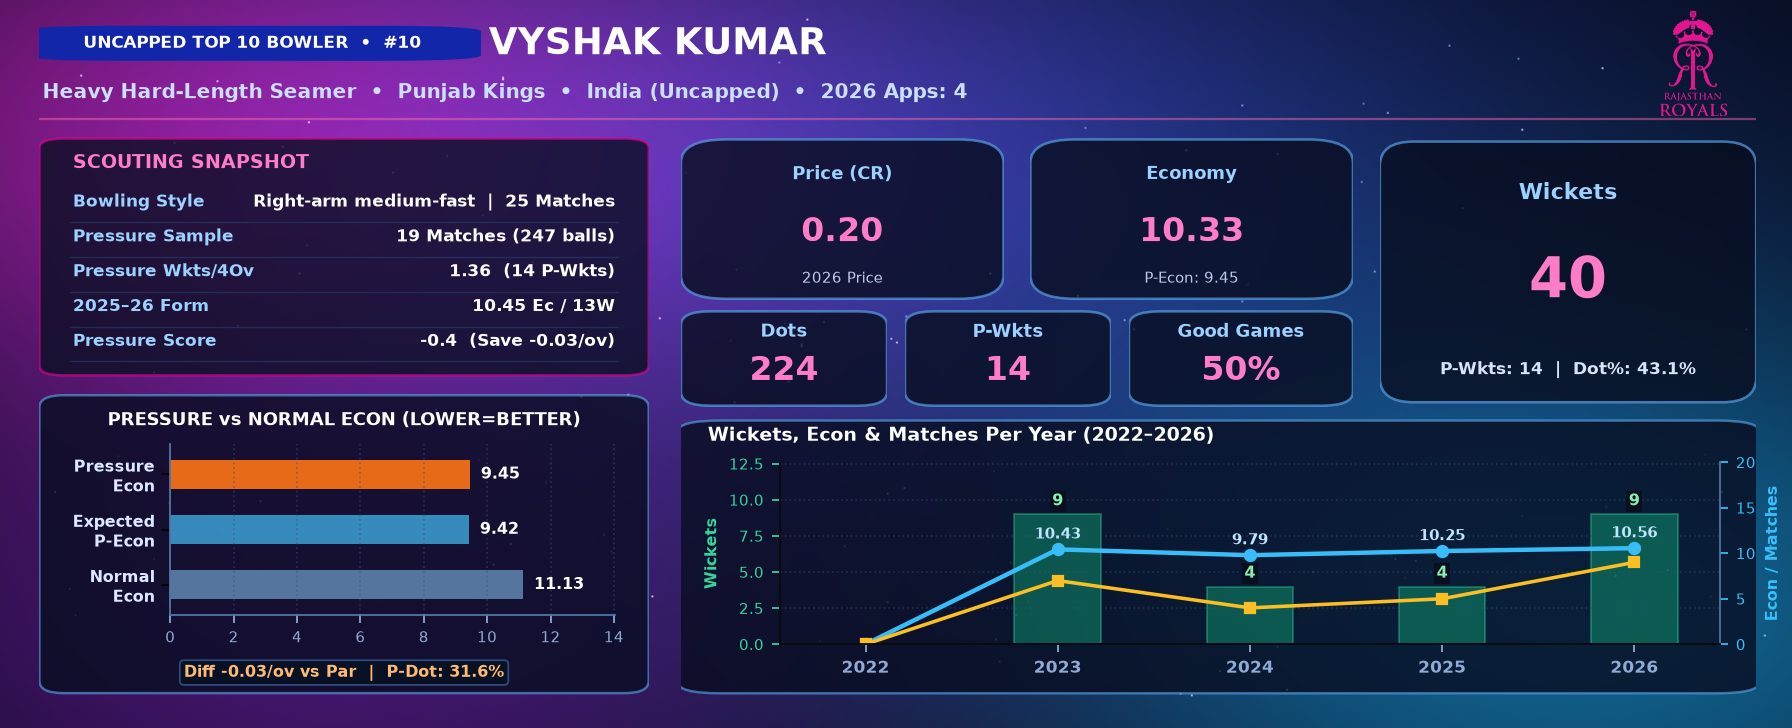 UNCAPPED TOP 10 BOWLER • #10
VYSHAK KUMAR
Heavy Hard-Length Seamer • Punjab Kings • India (Uncapped) • 2026 Apps: 4
RAJASTHAN
ROYALS
SCOUTING SNAPSHOT
Bowling Style Right-arm medium-fast | 25 Matches
Pressure Sample 19 Matches (247 balls)
Pressure Wkts/4Ov 1.36 (14 P-Wkts)
2025–26 Form 10.45 Ec / 13W
Pressure Score -0.4 (Save -0.03/ov)
Price (CR)
0.20
2026 Price
Economy
10.33
P-Econ: 9.45
Wickets
40
P-Wkts: 14 | Dot%: 43.1%
Dots
224
P-Wkts
14
Good Games
50%
PRESSURE vs NORMAL ECON (LOWER=BETTER)
Pressure
Econ
9.45
Expected
P-Econ
9.42
Normal
Econ
11.13
0 2 4 6 8 10 12 14
Diff -0.03/ov vs Par | P-Dot: 31.6%
Wickets, Econ & Matches Per Year (2022–2026)
Wickets
12.5
10.0
7.5
5.0
2.5
0.0
9
10.43
9.79
4
10.25
4
9
10.56
20
15
10
5
0
Econ / Matches
2022 2023 2024 2025 2026